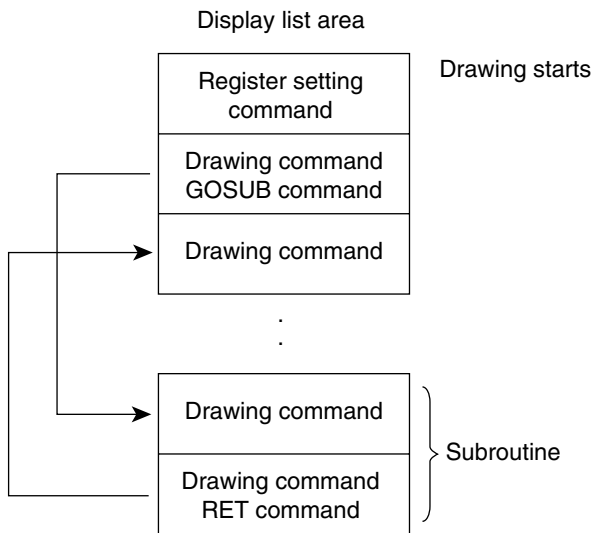 Display list area
Drawing starts
Register setting
command
Drawing command
GOSUB command
Drawing command
.
.
Drawing command
Subroutine
Drawing command
RET command